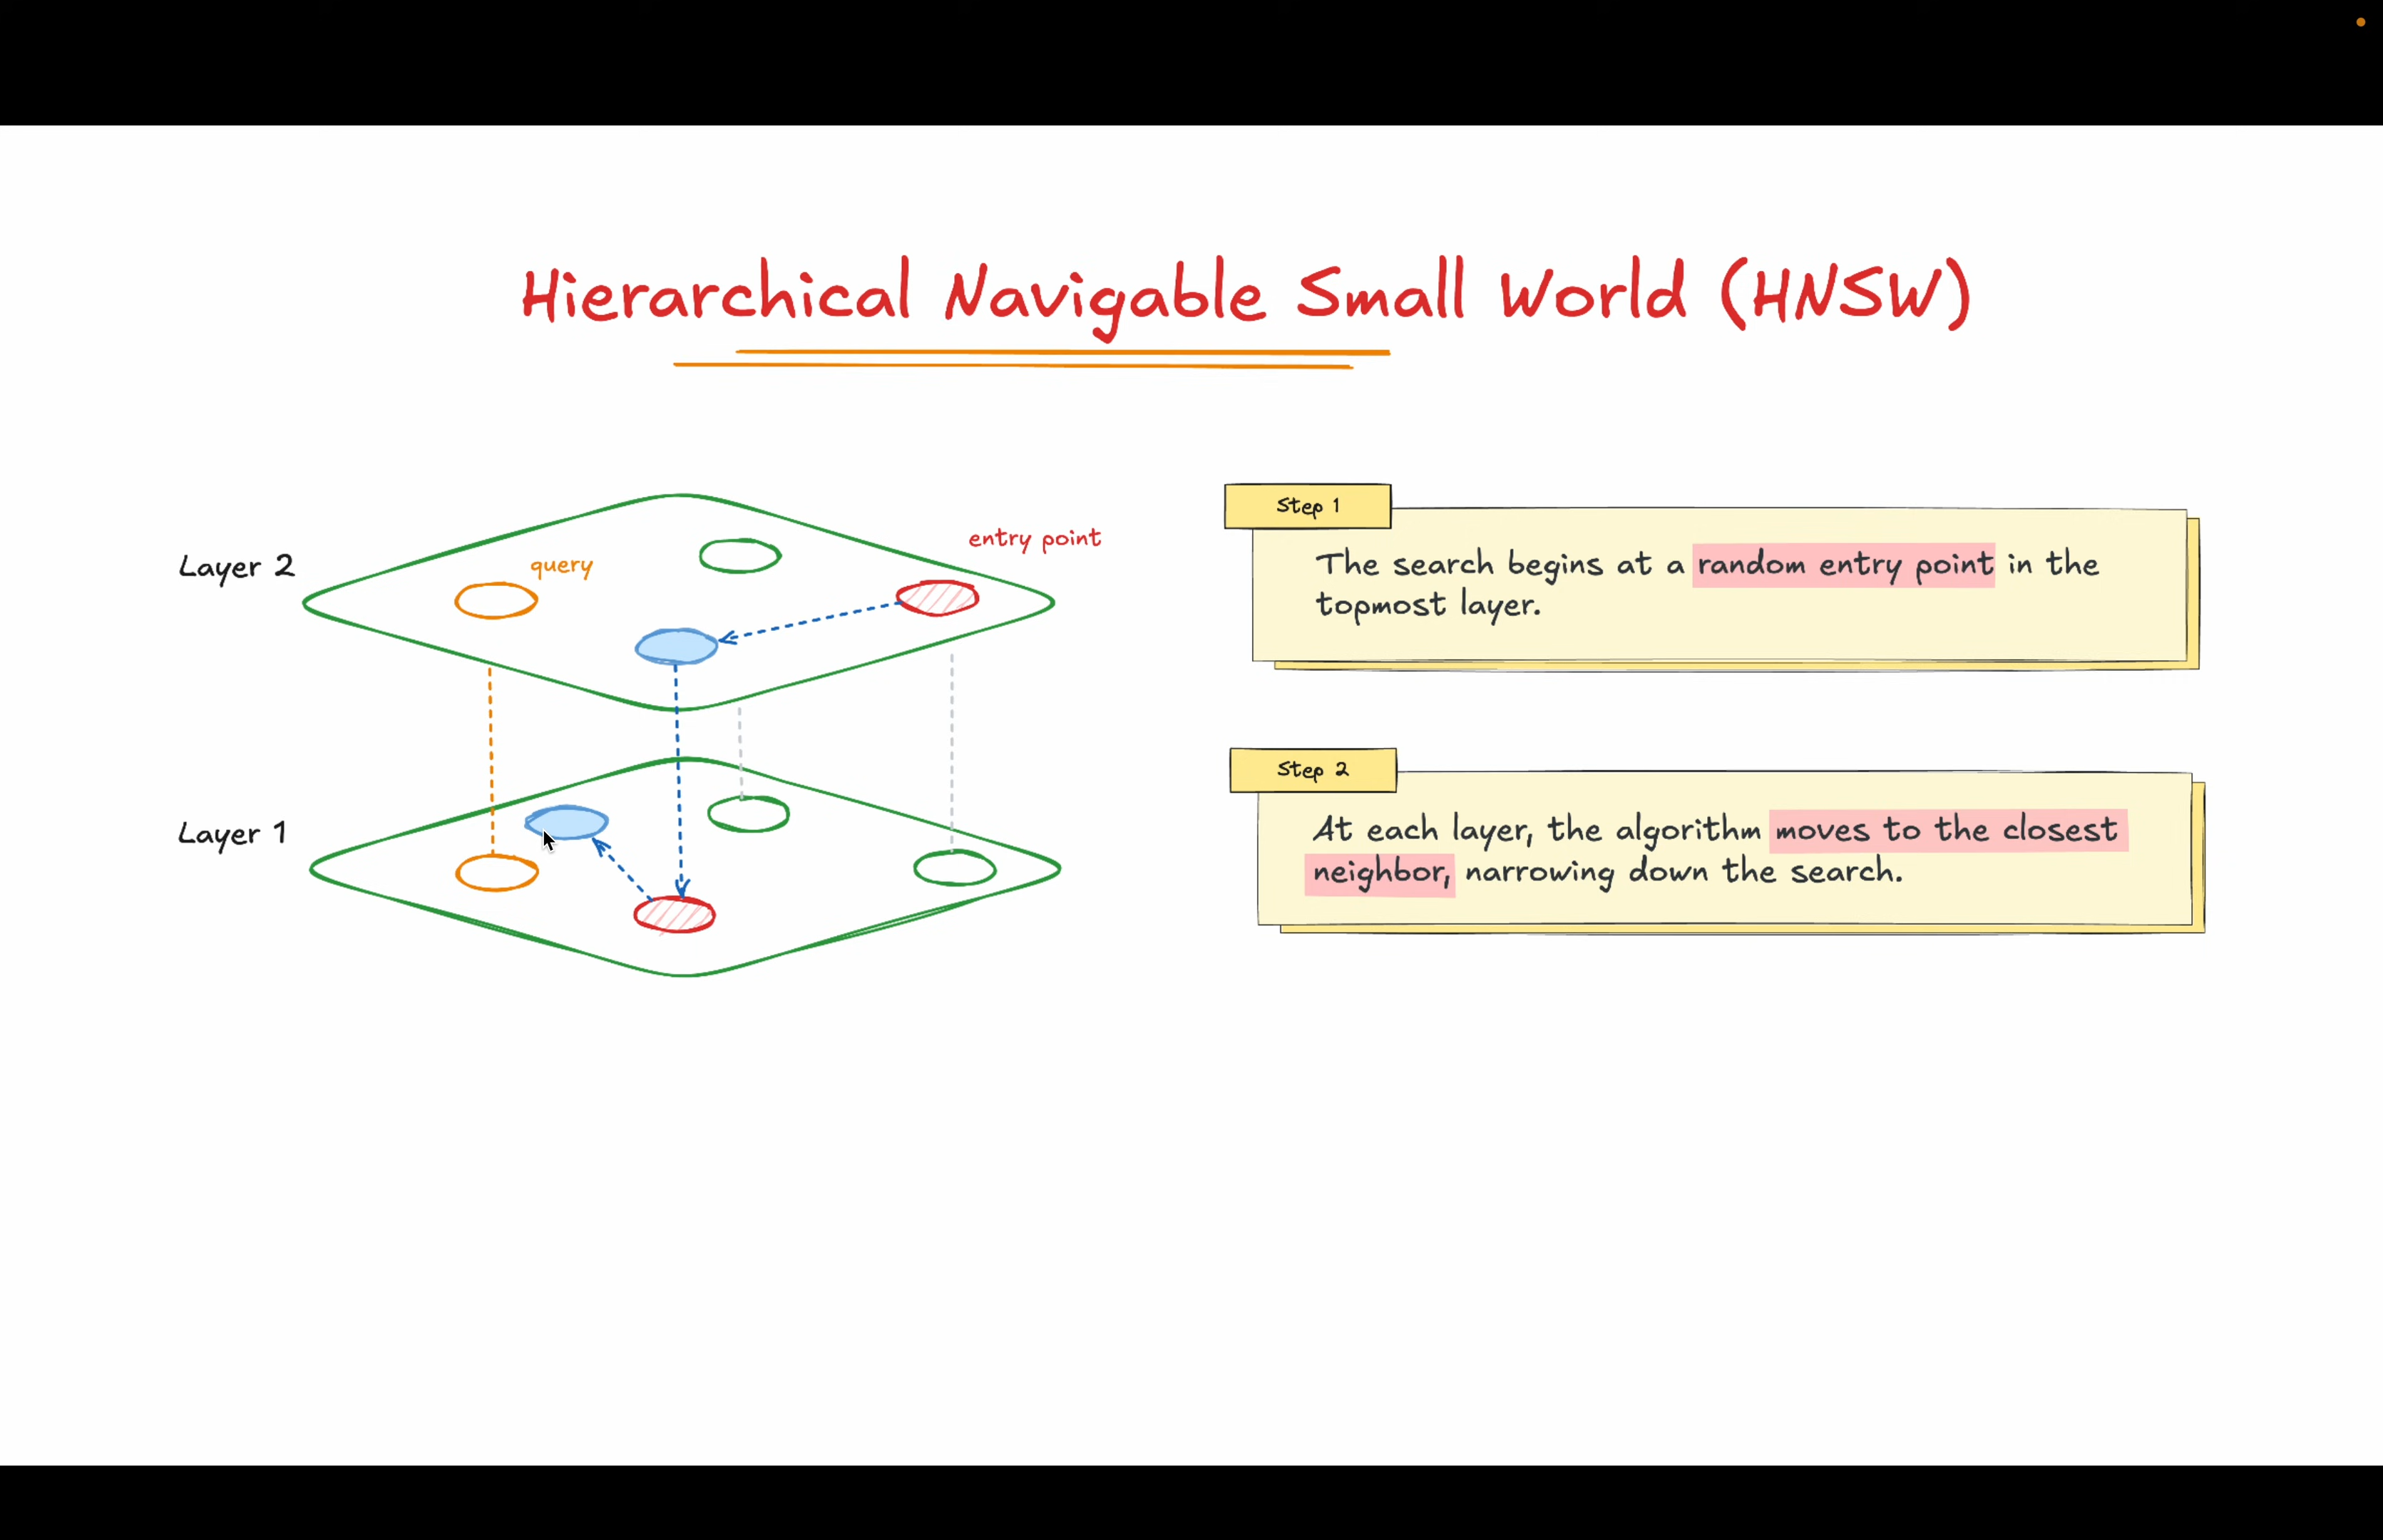 Hierarchical Navigable Small World (HNSW)
Layer 2
query
entry point
Layer 1
Step 1
The search begins at a random entry point in the
topmost layer.
Step 2
At each layer, the algorithm moves to the closest
neighbor, narrowing down the search.